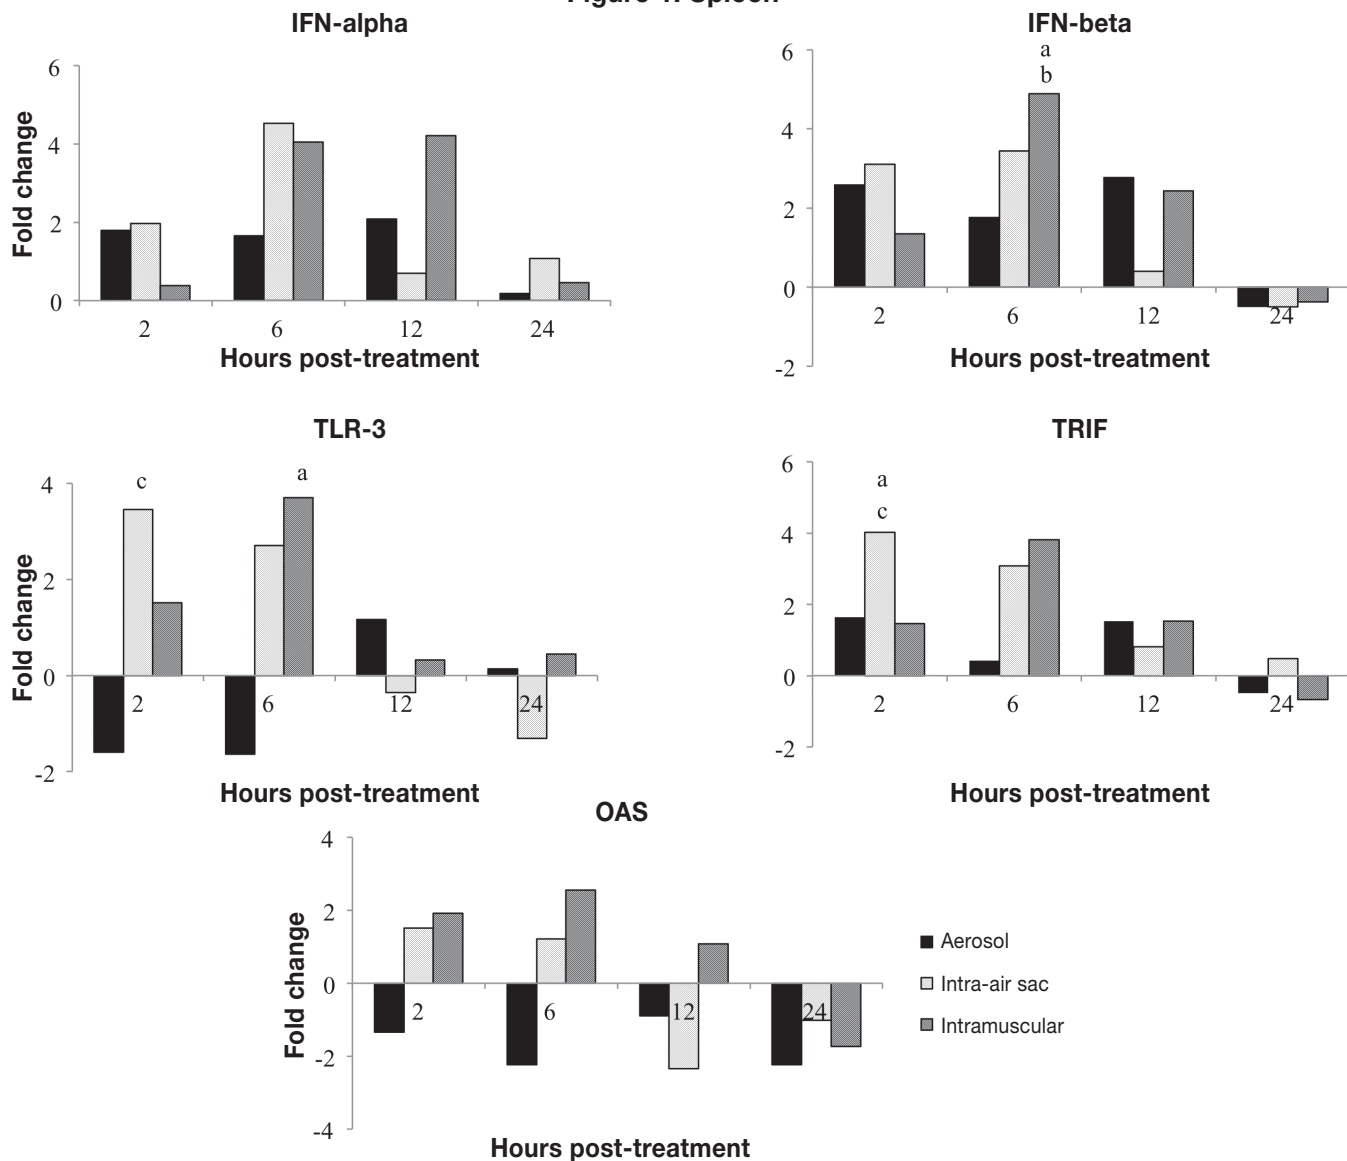 IFN-alpha
6
4
2
0
Fold change
2 6 12 24
Hours post-treatment
IFN-beta
a
b
6
4
2
0
-2
2 6 12 24
Hours post-treatment
TLR-3
c a
4
2
0
-2
Fold change
2 6 12 24
Hours post-treatment
TRIF
a
c
6
4
2
0
-2
2 6 12 24
Hours post-treatment
OAS
4
2
0
-2
-4
Fold change
2 6 12 24
Hours post-treatment
Aerosol
Intra-air sac
Intramuscular